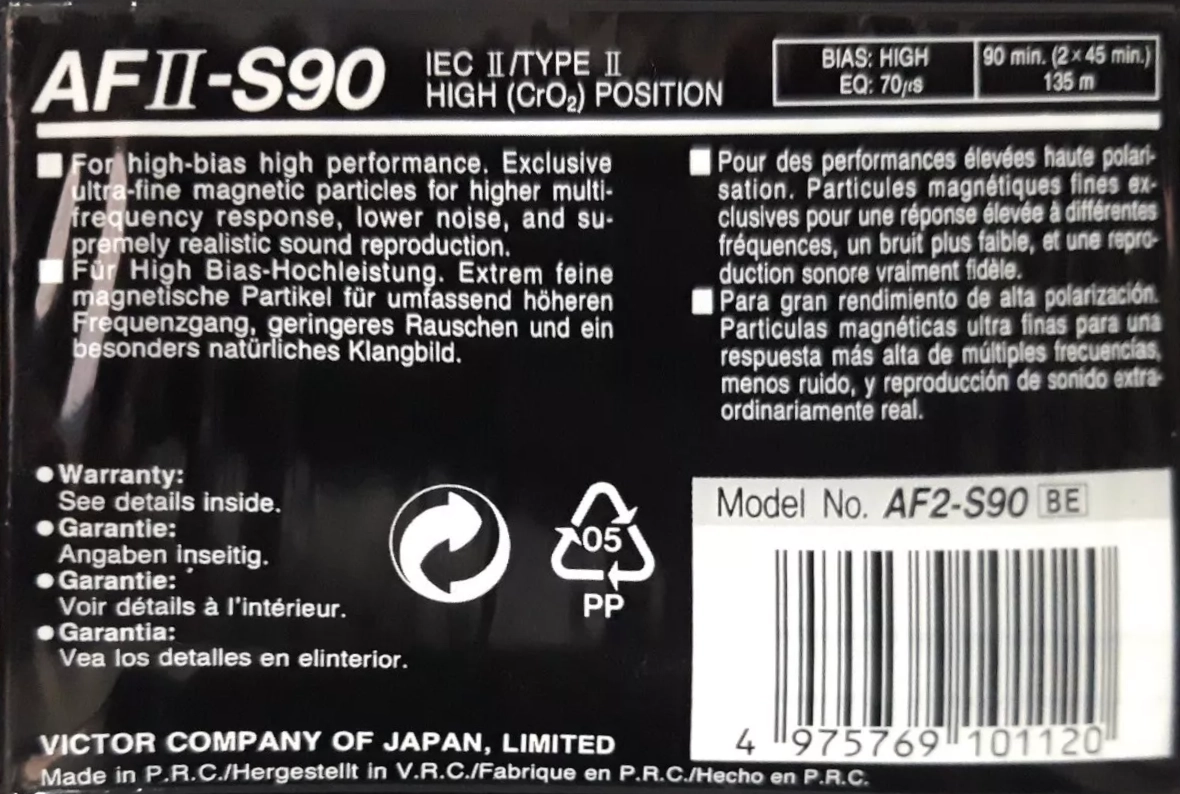 AFⅡ-S90
IEC Ⅱ/TYPE Ⅱ
HIGH (CrO₂) POSITION
BIAS: HIGH
EQ: 70μs
90 min. (2×45 min.)
135 m
For high-bias high performance. Exclusive
ultra-fine magnetic particles for higher multi-
frequency response, lower noise, and su-
premely realistic sound reproduction.
Für High Bias-Hochleistung. Extrem feine
magnetische Partikel für umfassend höheren
Frequenzgang, geringeres Rauschen und ein
besonders natürliches Klangbild.
Pour des performances élevées haute polari-
sation. Particules magnétiques fines ex-
clusives pour une réponse élevée à différentes
fréquences, un bruit plus faible, et une repro-
duction sonore vraiment fidèle.
Para gran rendimiento de alta polarización.
Particulas magnéticas ultra finas para una
respuesta más alta de múltiples frecuencias,
menos ruido, y reproducción de sonido extra-
ordinariamente real.
● Warranty:
See details inside.
● Garantie:
Angaben inseitig.
● Garantie:
Voir détails à l'intérieur.
● Garantia:
Vea los detalles en elinterior.
05
PP
Model No. AF2-S90 BE
4 975769 101120
VICTOR COMPANY OF JAPAN, LIMITED
Made in P.R.C./Hergestellt in V.R.C./Fabrique en P.R.C./Hecho en P.R.C.